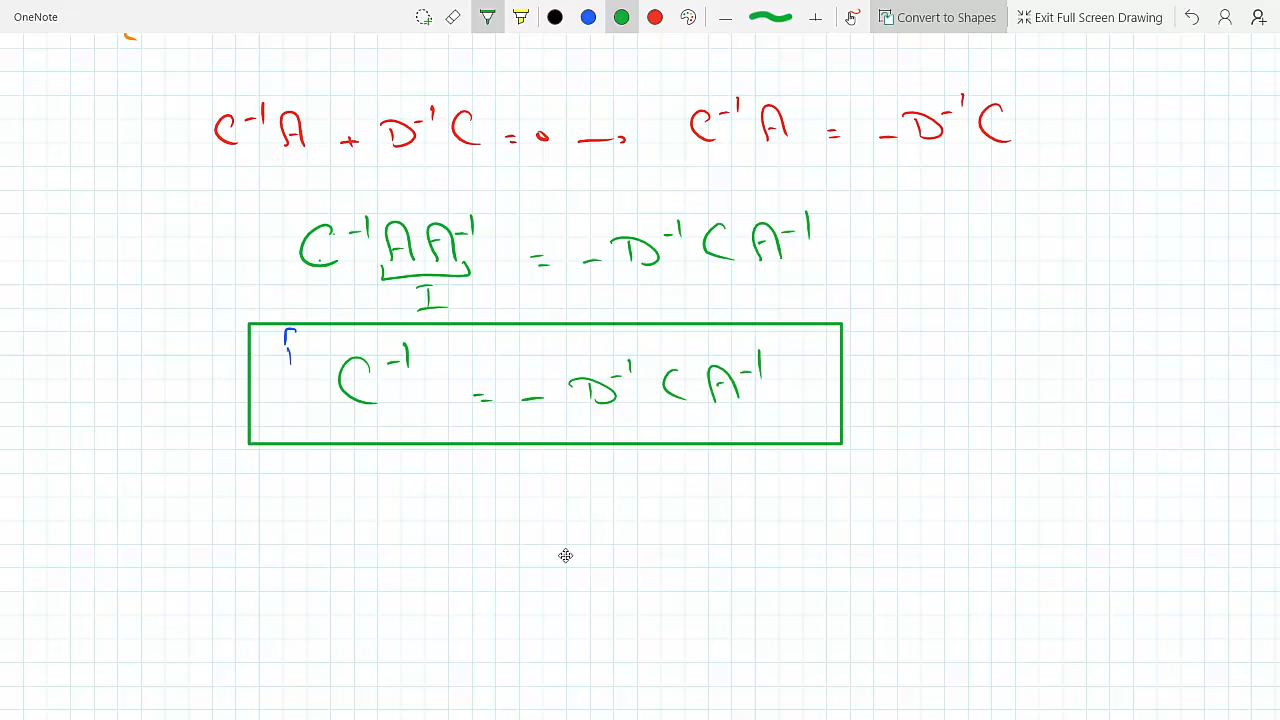 OneNote
Convert to Shapes
Exit Full Screen Drawing
C⁻¹A + D⁻¹C = 0 → C⁻¹A = -D⁻¹C
C⁻¹AA⁻¹ = -D⁻¹CA⁻¹
I
C⁻¹ = -D⁻¹CA⁻¹